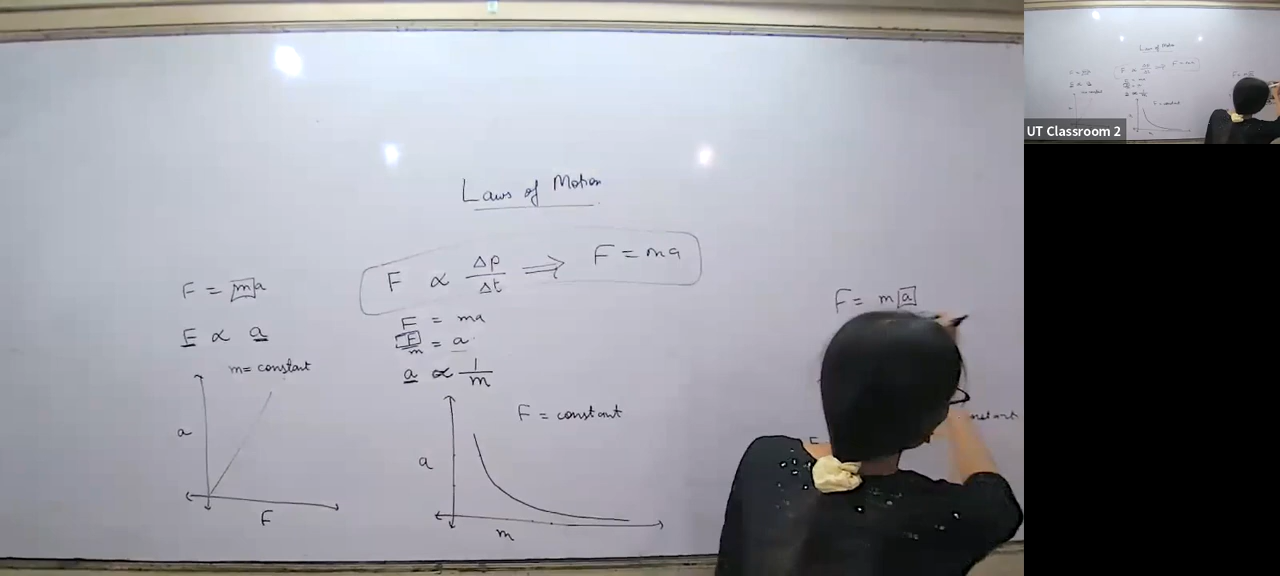 Laws of Motion
F ∝ Δp/Δt ⟹ F = ma
F = ma
F ∝ a
m = constant
a
F
F = ma
F/m = a
a ∝ 1/m
F = constant
a
m
F = ma
UT Classroom 2